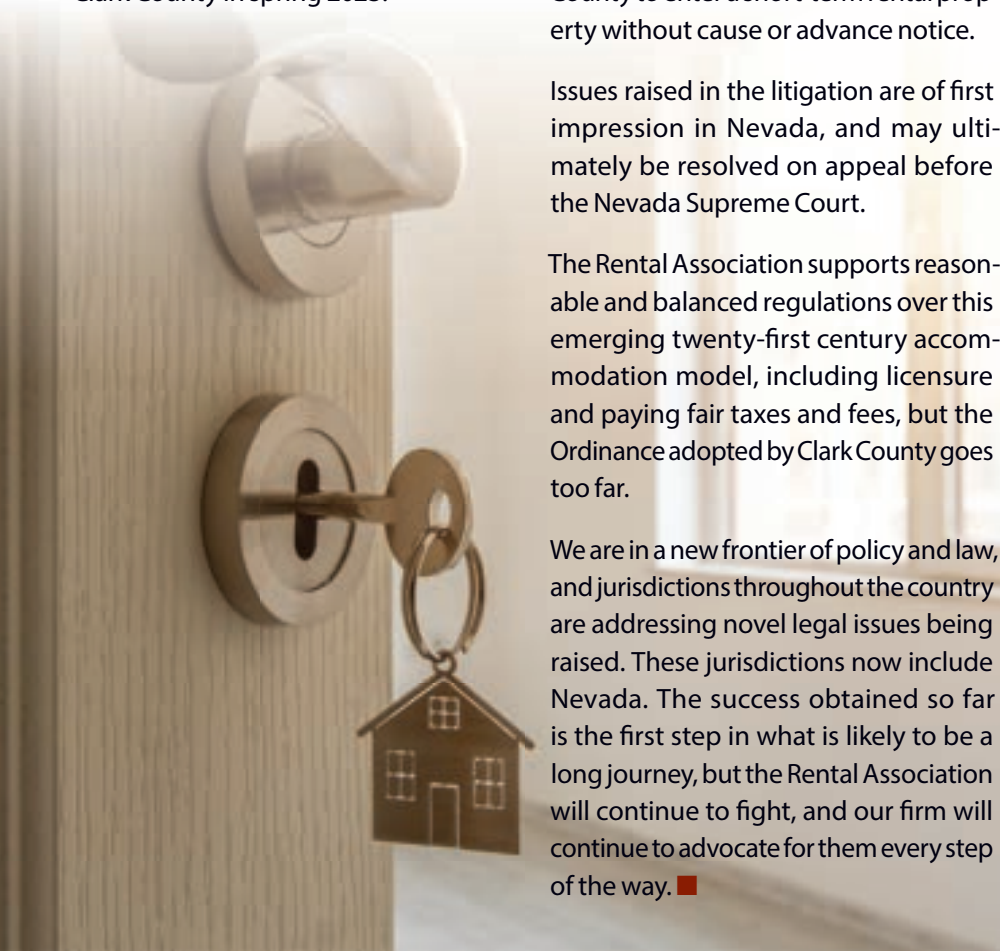 Clark County in Spring
County to enter a short-term rental prop-
erty without cause or advance notice.
Issues raised in the litigation are of first
impression in Nevada, and may ulti-
mately be resolved on appeal before
the Nevada Supreme Court.
The Rental Association supports reason-
able and balanced regulations over this
emerging twenty-first century accom-
modation model, including licensure
and paying fair taxes and fees, but the
Ordinance adopted by Clark County goes
too far.
We are in a new frontier of policy and law,
and jurisdictions throughout the country
are addressing novel legal issues being
raised. These jurisdictions now include
Nevada. The success obtained so far
is the first step in what is likely to be a
long journey, but the Rental Association
will continue to fight, and our firm will
continue to advocate for them every step
of the way.